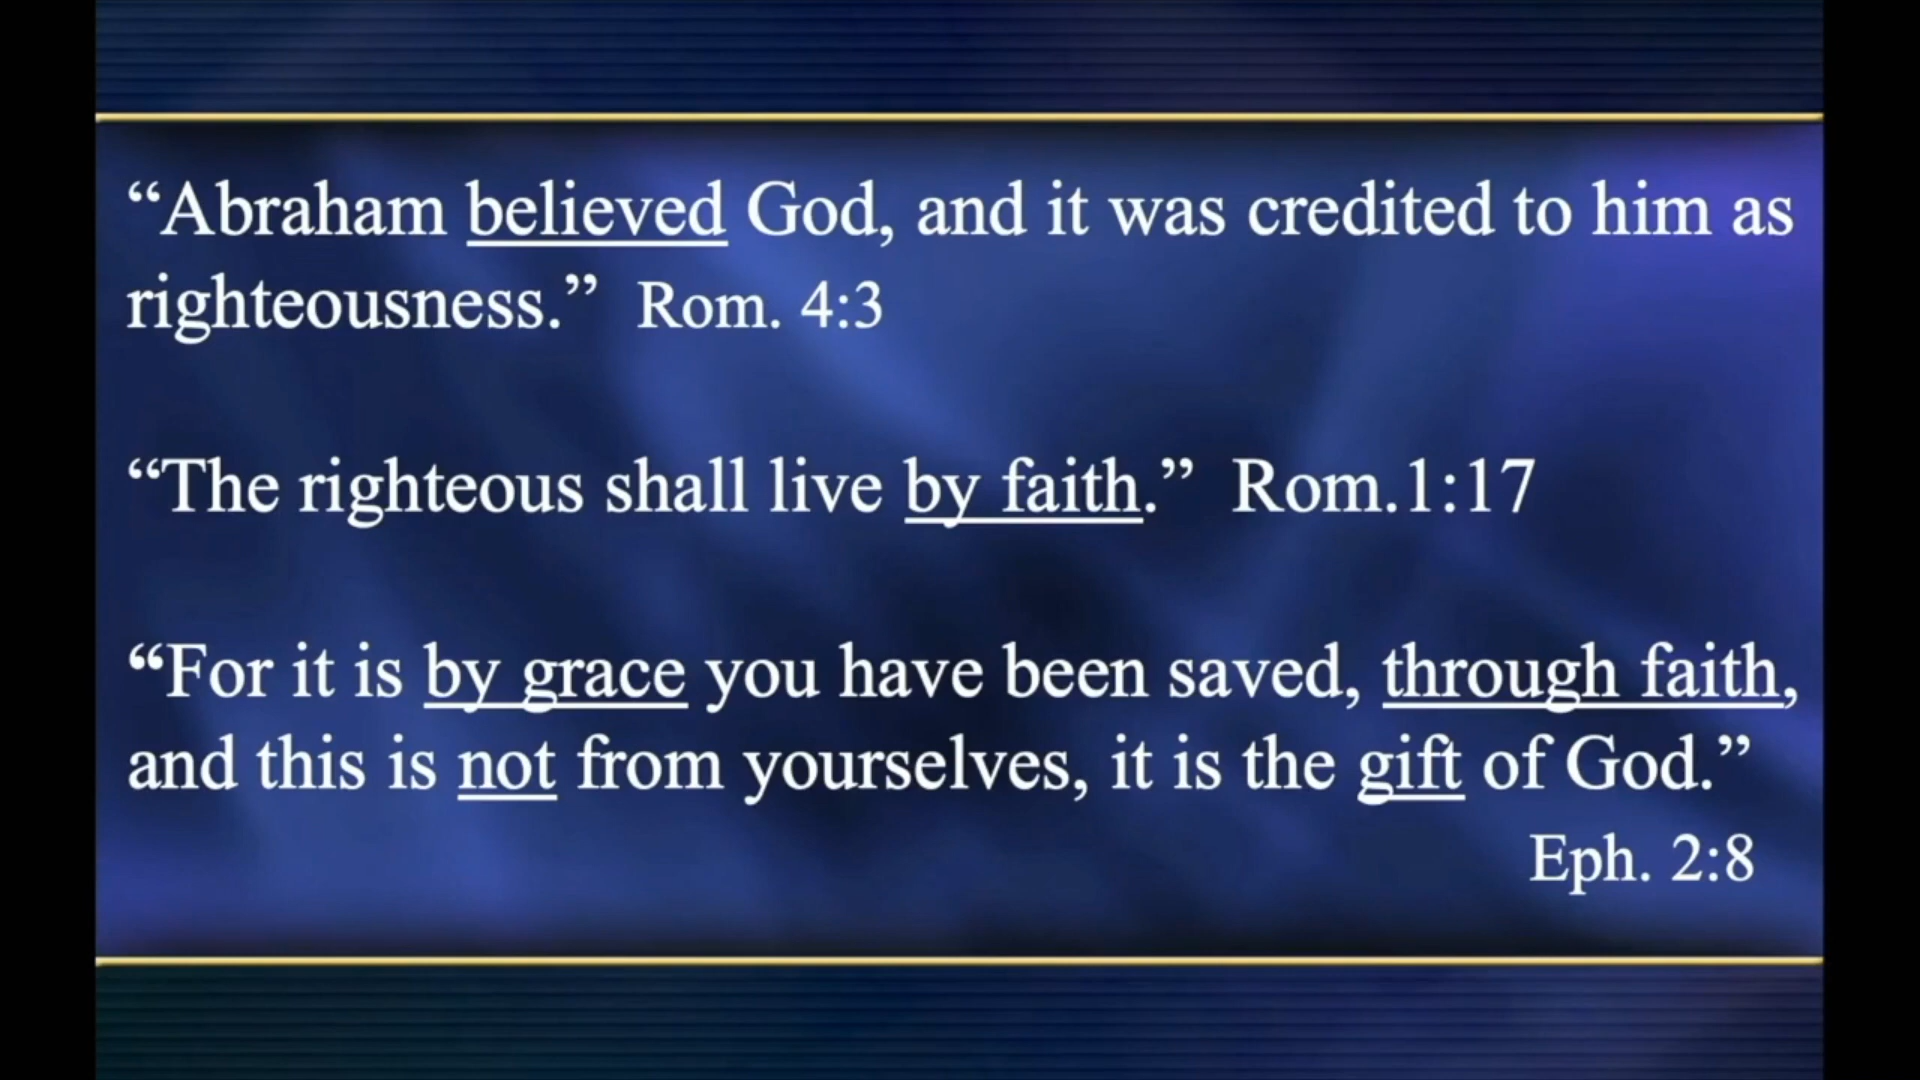 “Abraham believed God, and it was credited to him as
righteousness.” Rom. 4:3
“The righteous shall live by faith.” Rom.1:17
“For it is by grace you have been saved, through faith,
and this is not from yourselves, it is the gift of God.”
Eph. 2:8